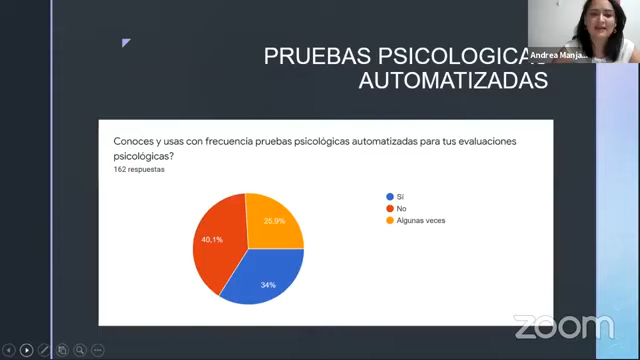 PRUEBAS PSICOLOGICAS
AUTOMATIZADAS
Andrea Manja...
Conoces y usas con frecuencia pruebas psicológicas automatizadas para tus evaluaciones
psicológicas?
162 respuestas
Sí
No
Algunas veces
25,9%
40,1%
34%
zoom